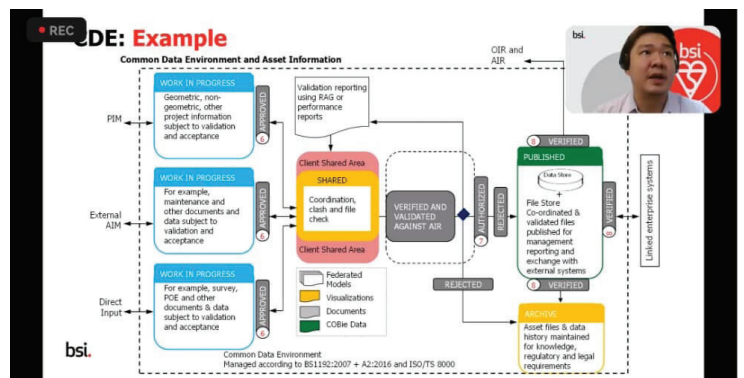 REC
CDE: Example
bsi.
bsi
Common Data Environment and Asset Information
OIR and
AIR
WORK IN PROGRESS
Geometric, non-
geometric, other
project information
subject to validation
and acceptance
PIM
APPROVED
6
Validation reporting
using RAG or
performance
reports
WORK IN PROGRESS
For example,
maintenance and
other documents and
data subject to
validation and
acceptance
External
AIM
APPROVED
6
WORK IN PROGRESS
For example, survey,
POE and other
documents & data
subject to validation
and acceptance
Direct
Input
APPROVED
6
Client Shared Area
SHARED
Coordination,
clash and file
check
Client Shared Area
VERIFIED AND
VALIDATED
AGAINST AIR
AUTHORIZED
7
REJECTED
REJECTED
8 VERIFIED
PUBLISHED
Data Store
+
File Store
Co-ordinated &
validated files
published for
management
reporting and
exchange with
external systems
VERIFIED
8
Linked enterprise systems
8 VERIFIED
ARCHIVE
Asset files & data
history maintained
for knowledge,
regulatory and legal
requirements
Federated
Models
Visualizations
Documents
COBie Data
bsi.
Common Data Environment
Managed according to BS1192:2007 + A2:2016 and ISO/TS 8000